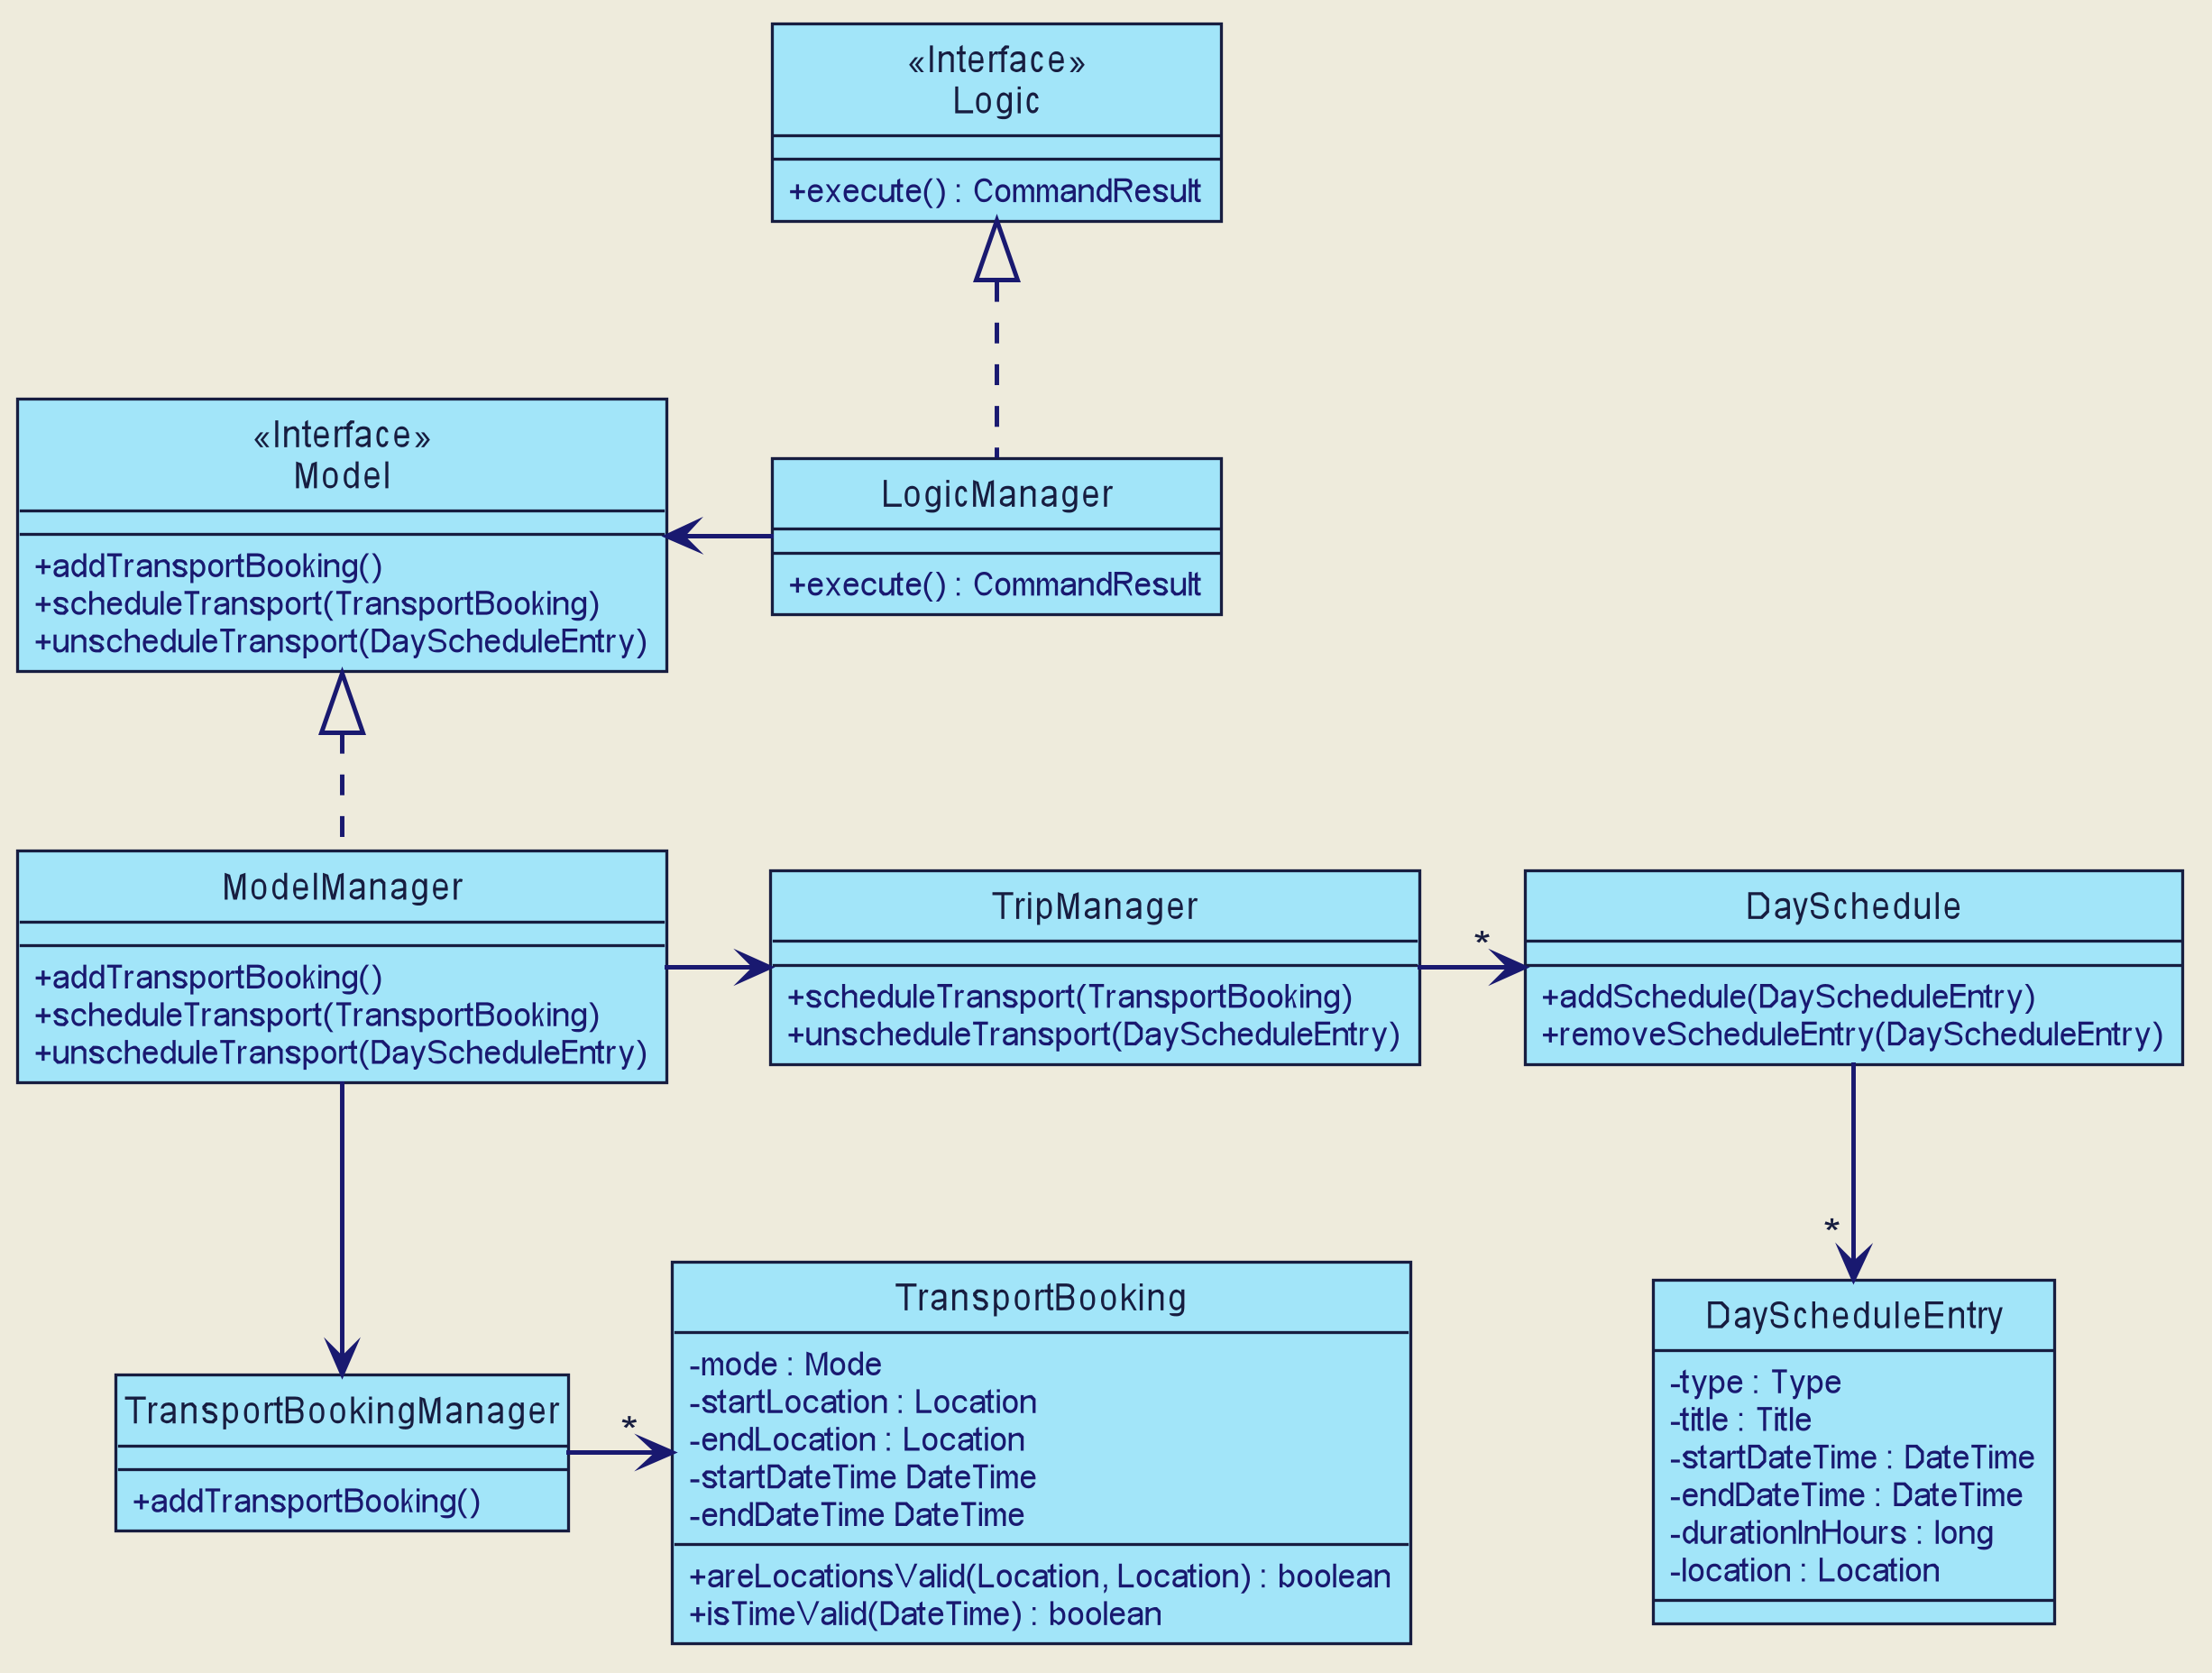 «Interface»
Logic
+execute() : CommandResult
«Interface»
Model
+addTransportBooking()
+scheduleTransport(TransportBooking)
+unscheduleTransport(DayScheduleEntry)
LogicManager
+execute() : CommandResult
ModelManager
+addTransportBooking()
+scheduleTransport(TransportBooking)
+unscheduleTransport(DayScheduleEntry)
TripManager
+scheduleTransport(TransportBooking)
+unscheduleTransport(DayScheduleEntry)
*
DaySchedule
+addSchedule(DayScheduleEntry)
+removeScheduleEntry(DayScheduleEntry)
*
TransportBookingManager
+addTransportBooking()
*
TransportBooking
-mode : Mode
-startLocation : Location
-endLocation : Location
-startDateTime DateTime
-endDateTime DateTime
+areLocationsValid(Location, Location) : boolean
+isTimeValid(DateTime) : boolean
DayScheduleEntry
-type : Type
-title : Title
-startDateTime : DateTime
-endDateTime : DateTime
-durationInHours : long
-location : Location